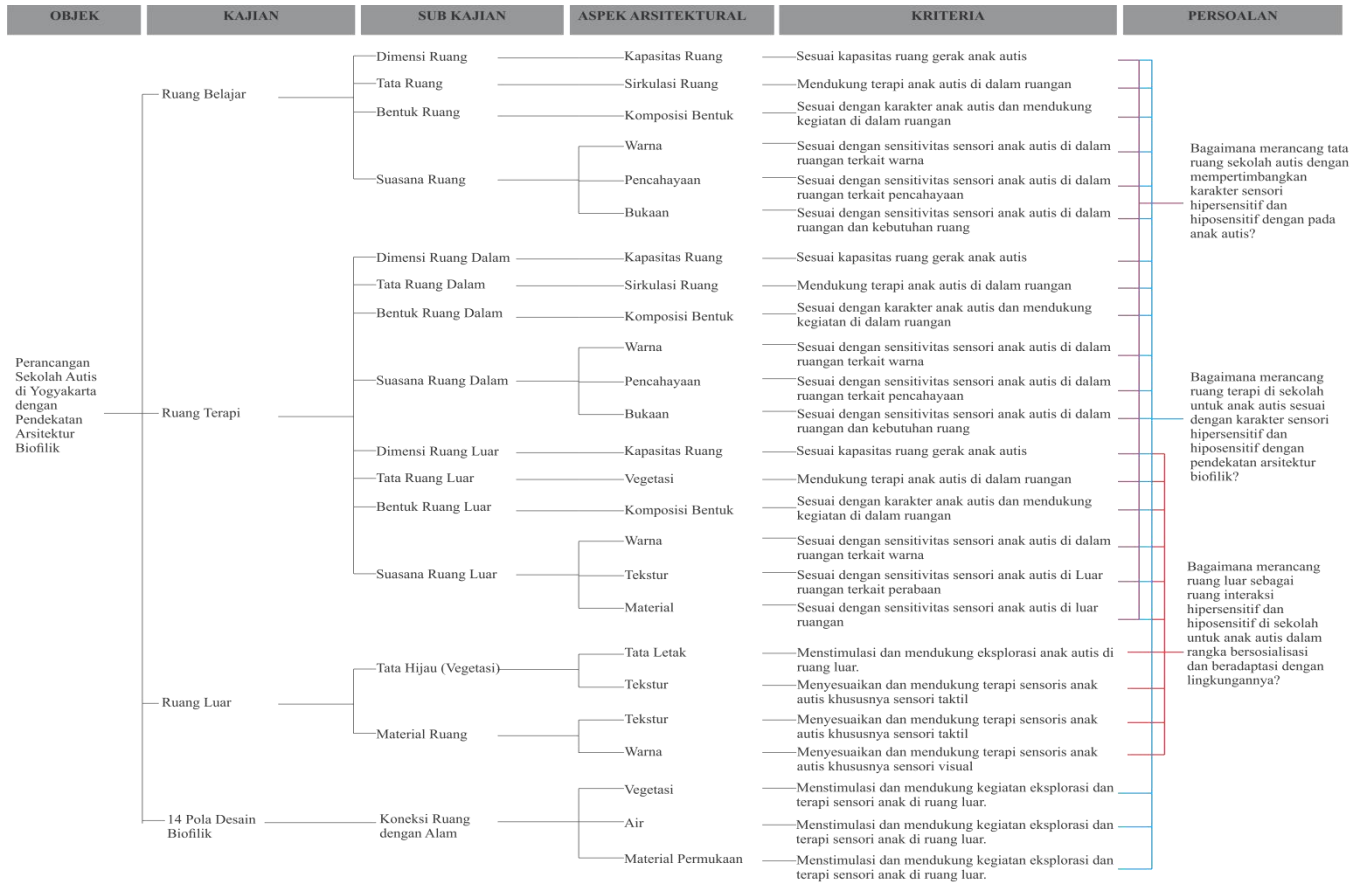 OBJEK
KAJIAN
SUB KAJIAN
ASPEK ARSITEKTURAL
KRITERIA
PERSOALAN
Perancangan
Sekolah Autis
di Yogyakarta
dengan
Pendekatan
Arsitektur
Biofilik
Ruang Belajar
Dimensi Ruang
Kapasitas Ruang
Sesuai kapasitas ruang gerak anak autis
Tata Ruang
Sirkulasi Ruang
Mendukung terapi anak autis di dalam ruangan
Bentuk Ruang
Komposisi Bentuk
Sesuai dengan karakter anak autis dan mendukung
kegiatan di dalam ruangan
Suasana Ruang
Warna
Sesuai dengan sensitivitas sensori anak autis di dalam
ruangan terkait warna
Pencahayaan
Sesuai dengan sensitivitas sensori anak autis di dalam
ruangan terkait pencahayaan
Bukaan
Sesuai dengan sensitivitas sensori anak autis di dalam
ruangan dan kebutuhan ruang
Ruang Terapi
Dimensi Ruang Dalam
Kapasitas Ruang
Sesuai kapasitas ruang gerak anak autis
Tata Ruang Dalam
Sirkulasi Ruang
Mendukung terapi anak autis di dalam ruangan
Bentuk Ruang Dalam
Komposisi Bentuk
Sesuai dengan karakter anak autis dan mendukung
kegiatan di dalam ruangan
Suasana Ruang Dalam
Warna
Sesuai dengan sensitivitas sensori anak autis di dalam
ruangan terkait warna
Pencahayaan
Sesuai dengan sensitivitas sensori anak autis di dalam
ruangan terkait pencahayaan
Bukaan
Sesuai dengan sensitivitas sensori anak autis di dalam
ruangan dan kebutuhan ruang
Dimensi Ruang Luar
Kapasitas Ruang
Sesuai kapasitas ruang gerak anak autis
Tata Ruang Luar
Vegetasi
Mendukung terapi anak autis di dalam ruangan
Bentuk Ruang Luar
Komposisi Bentuk
Sesuai dengan karakter anak autis dan mendukung
kegiatan di dalam ruangan
Suasana Ruang Luar
Warna
Sesuai dengan sensitivitas sensori anak autis di dalam
ruangan terkait warna
Tekstur
Sesuai dengan sensitivitas sensori anak autis di Luar
ruangan terkait perabaan
Material
Sesuai dengan sensitivitas sensori anak autis di luar
ruangan
Ruang Luar
Tata Hijau (Vegetasi)
Tata Letak
Menstimulasi dan mendukung eksplorasi anak autis di
ruang luar.
Tekstur
Menyesuaikan dan mendukung terapi sensoris anak
autis khususnya sensori taktil
Material Ruang
Tekstur
Menyesuaikan dan mendukung terapi sensoris anak
autis khususnya sensori taktil
Warna
Menyesuaikan dan mendukung terapi sensoris anak
autis khususnya sensori visual
14 Pola Desain
Biofilik
Koneksi Ruang
dengan Alam
Vegetasi
Menstimulasi dan mendukung kegiatan eksplorasi dan
terapi sensori anak di ruang luar.
Air
Menstimulasi dan mendukung kegiatan eksplorasi dan
terapi sensori anak di ruang luar.
Material Permukaan
Menstimulasi dan mendukung kegiatan eksplorasi dan
terapi sensori anak di ruang luar.
Bagaimana merancang tata
ruang sekolah autis dengan
mempertimbangkan
karakter sensori
hipersensitif dan
hiposensitif dengan pada
anak autis?
Bagaimana merancang
ruang terapi di sekolah
untuk anak autis sesuai
dengan karakter sensori
hipersensitif dan
hiposensitif dengan
pendekatan arsitektur
biofilik?
Bagaimana merancang
ruang luar sebagai
ruang interaksi
hipersensitif dan
hiposensitif di sekolah
untuk anak autis dalam
rangka bersosialisasi
dan beradaptasi dengan
lingkungannya?